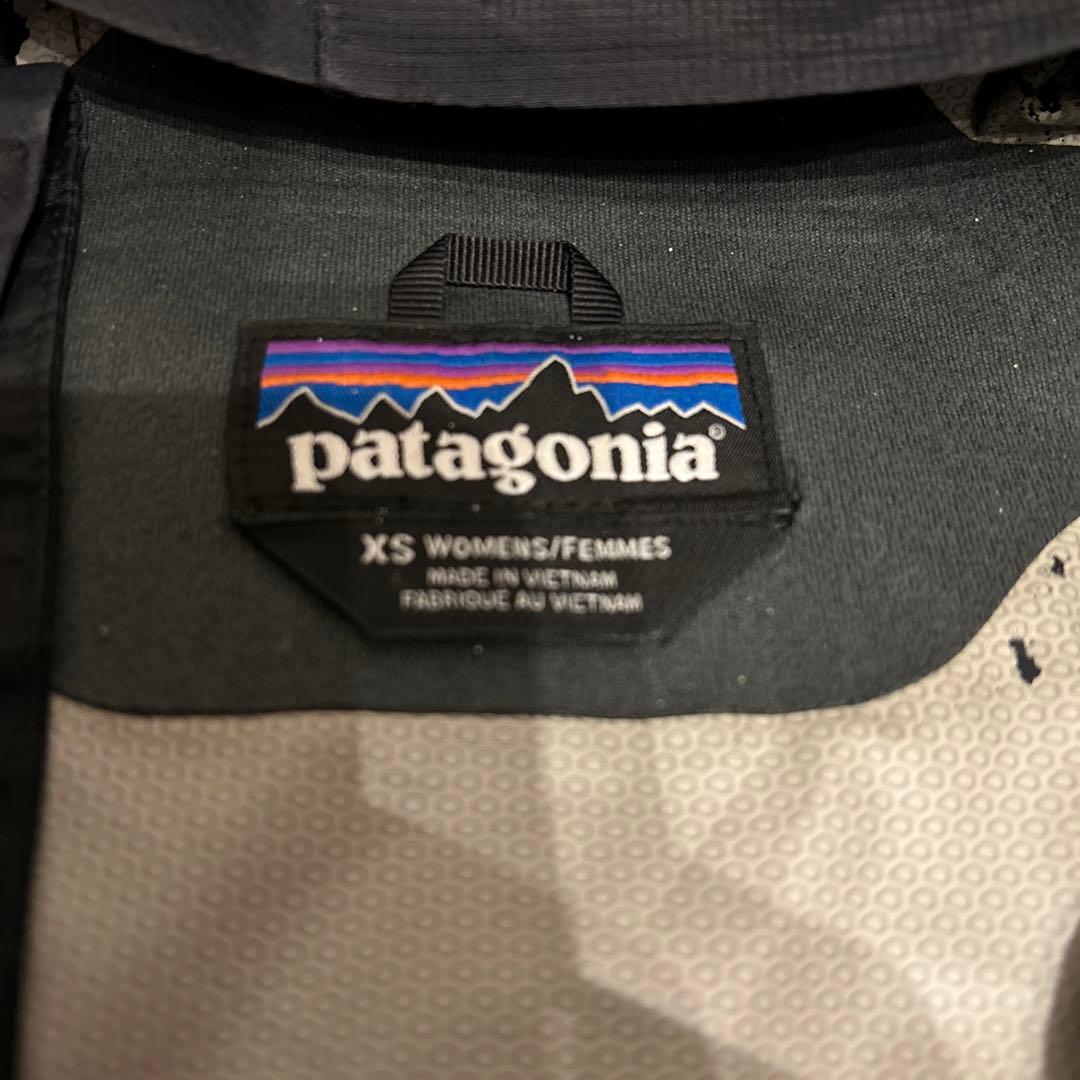 patagonia®
XS WOMENS/FEMMES
MADE IN VIETNAM
FABRIQUE AU VIETNAM